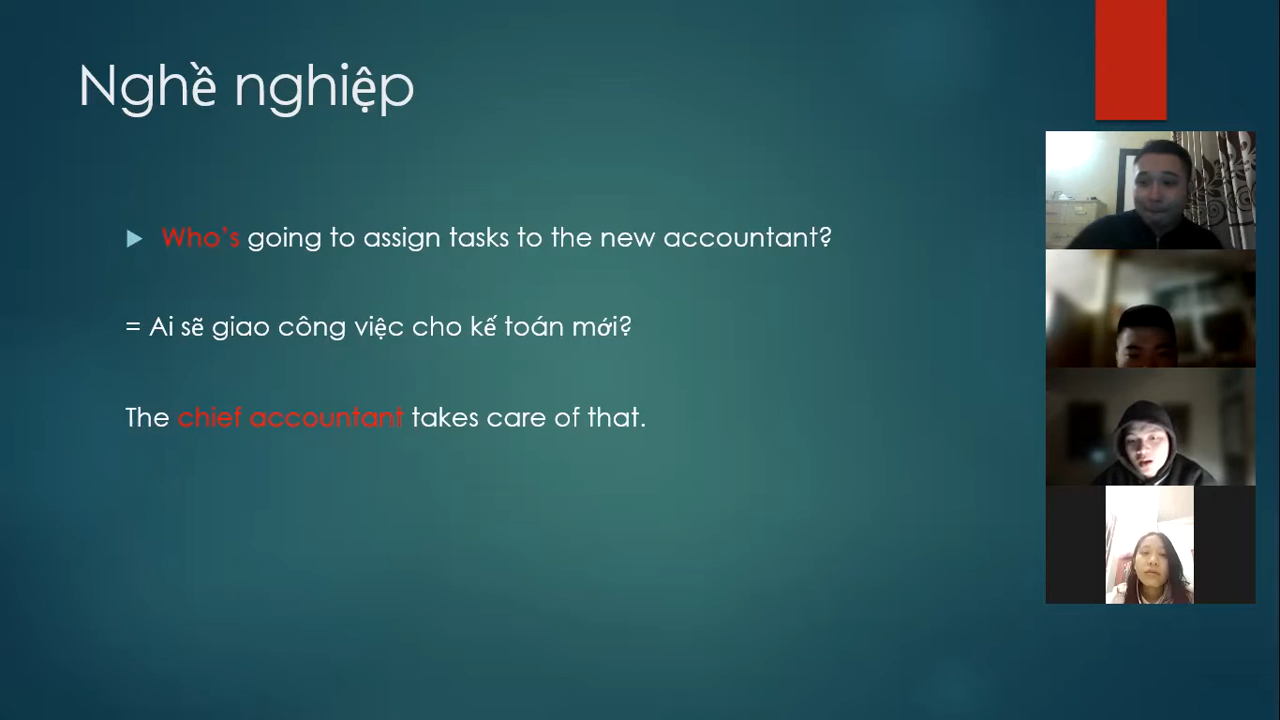 Nghề nghiệp
Who's going to assign tasks to the new accountant?
= Ai sẽ giao công việc cho kế toán mới?
The chief accountant takes care of that.